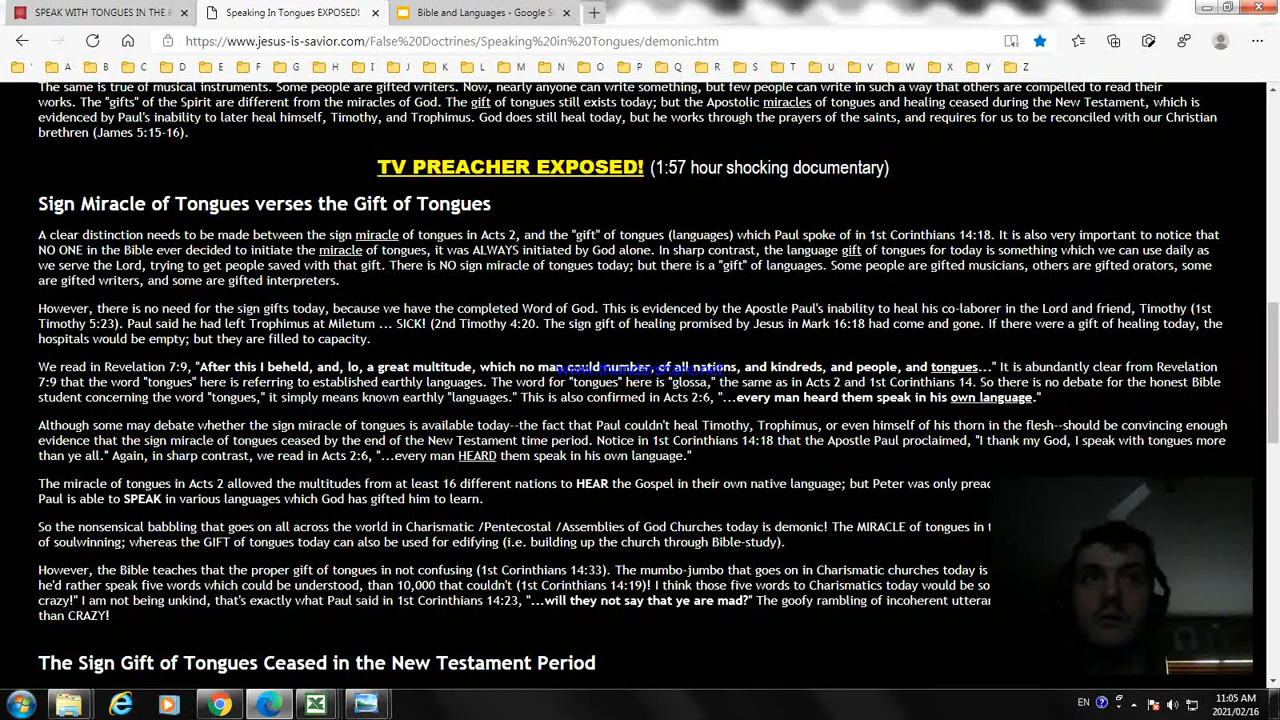 SPEAK WITH TONGUES IN THE B
Speaking In Tongues EXPOSED!
Bible and Languages - Google S
https://www.jesus-is-savior.com/False%20Doctrines/Speaking%20in%20Tongues/demonic.htm
' A B C D E F G H I J K L M N O P Q R S T U V W X Y Z
The same is true of musical instruments. Some people are gifted writers. Now, nearly anyone can write something, but few people can write in such a way that others are compelled to read their
works. The "gifts" of the Spirit are different from the miracles of God. The gift of tongues still exists today; but the Apostolic miracles of tongues and healing ceased during the New Testament, which is
evidenced by Paul's inability to later heal himself, Timothy, and Trophimus. God does still heal today, but he works through the prayers of the saints, and requires for us to be reconciled with our Christian
brethren (James 5:15-16).
TV PREACHER EXPOSED! (1:57 hour shocking documentary)
Sign Miracle of Tongues verses the Gift of Tongues
A clear distinction needs to be made between the sign miracle of tongues in Acts 2, and the "gift" of tongues (languages) which Paul spoke of in 1st Corinthians 14:18. It is also very important to notice that
NO ONE in the Bible ever decided to initiate the miracle of tongues, it was ALWAYS initiated by God alone. In sharp contrast, the language gift of tongues for today is something which we can use daily as
we serve the Lord, trying to get people saved with that gift. There is NO sign miracle of tongues today; but there is a "gift" of languages. Some people are gifted musicians, others are gifted orators, some
are gifted writers, and some are gifted interpreters.
However, there is no need for the sign gifts today, because we have the completed Word of God. This is evidenced by the Apostle Paul's inability to heal his co-laborer in the Lord and friend, Timothy (1st
Timothy 5:23). Paul said he had left Trophimus at Miletum ... SICK! (2nd Timothy 4:20. The sign gift of healing promised by Jesus in Mark 16:18 had come and gone. If there were a gift of healing today, the
hospitals would be empty; but they are filled to capacity.
We read in Revelation 7:9, "After this I beheld, and, lo, a great multitude, which no man could number, of all nations, and kindreds, and people, and tongues..." It is abundantly clear from Revelation
www.thundershare.net
7:9 that the word "tongues" here is referring to established earthly languages. The word for "tongues" here is "glossa," the same as in Acts 2 and 1st Corinthians 14. So there is no debate for the honest Bible
student concerning the word "tongues," it simply means known earthly "languages." This is also confirmed in Acts 2:6, "...every man heard them speak in his own language."
Although some may debate whether the sign miracle of tongues is available today--the fact that Paul couldn't heal Timothy, Trophimus, or even himself of his thorn in the flesh--should be convincing enough
evidence that the sign miracle of tongues ceased by the end of the New Testament time period. Notice in 1st Corinthians 14:18 that the Apostle Paul proclaimed, "I thank my God, I speak with tongues more
than ye all." Again, in sharp contrast, we read in Acts 2:6, "...every man HEARD them speak in his own language."
The miracle of tongues in Acts 2 allowed the multitudes from at least 16 different nations to HEAR the Gospel in their own native language; but Peter was only preac
Paul is able to SPEAK in various languages which God has gifted him to learn.
So the nonsensical babbling that goes on all across the world in Charismatic /Pentecostal /Assemblies of God Churches today is demonic! The MIRACLE of tongues in t
of soulwinning; whereas the GIFT of tongues today can also be used for edifying (i.e. building up the church through Bible-study).
However, the Bible teaches that the proper gift of tongues in not confusing (1st Corinthians 14:33). The mumbo-jumbo that goes on in Charismatic churches today is
he'd rather speak five words which could be understood, than 10,000 that couldn't (1st Corinthians 14:19)! I think those five words to Charismatics today would be so
crazy!" I am not being unkind, that's exactly what Paul said in 1st Corinthians 14:23, "...will they not say that ye are mad?" The goofy rambling of incoherent utteran
than CRAZY!
The Sign Gift of Tongues Ceased in the New Testament Period
EN
11:05 AM
2021/02/16